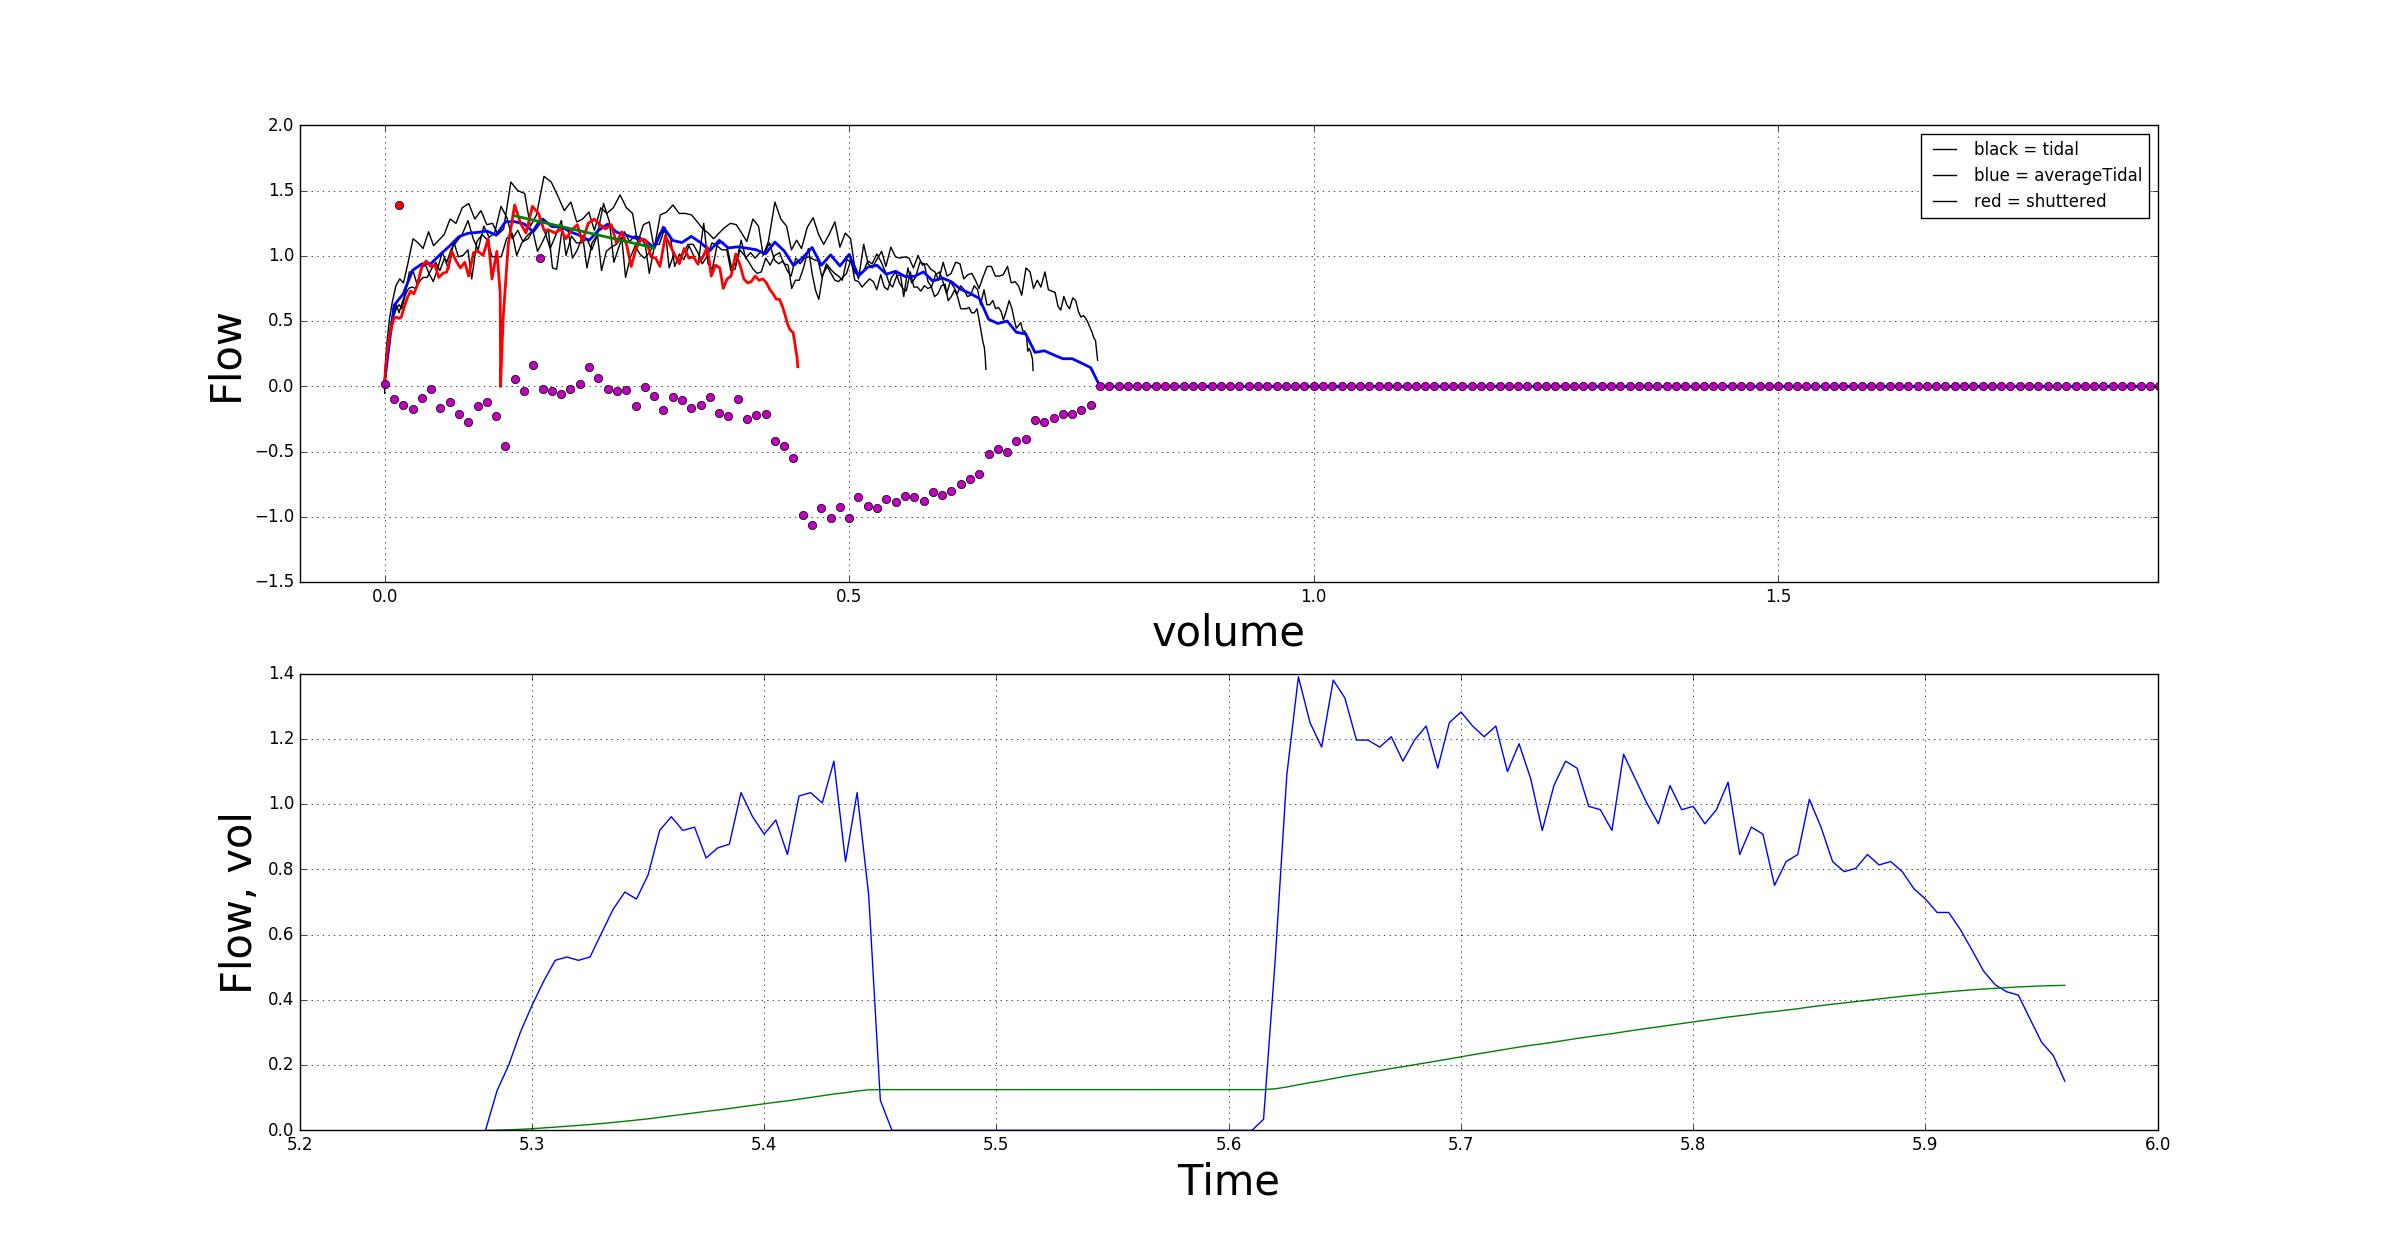 2.0
1.5
1.0
0.5
0.0
−0.5
−1.0
−1.5
Flow
black = tidal
blue = averageTidal
red = shuttered
0.0 0.5 1.0 1.5
volume
1.4
1.2
1.0
0.8
0.6
0.4
0.2
0.0
Flow, vol
5.2 5.3 5.4 5.5 5.6 5.7 5.8 5.9 6.0
Time